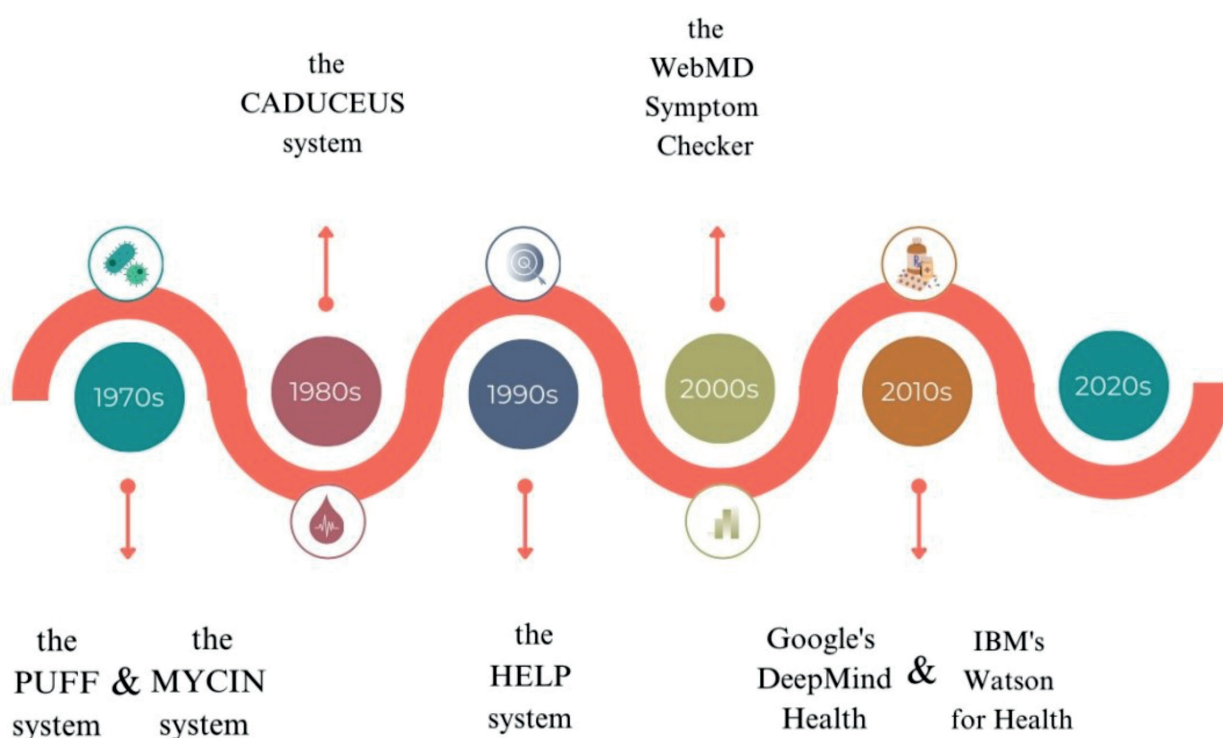 the
CADUCEUS
system
the
WebMD
Symptom
Checker
1970s
1980s
1990s
2000s
2010s
2020s
the
PUFF
system
&
the
MYCIN
system
the
HELP
system
Google's
DeepMind
Health
&
IBM's
Watson
for Health